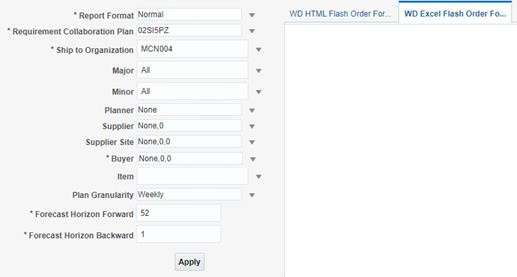 * Report Format Normal
* Requirement Collaboration Plan 02SI5PZ
* Ship to Organization MCN004
Major All
Minor All
Planner None
Supplier None,0
Supplier Site None,0,0
* Buyer None,0,0
Item
Plan Granularity Weekly
* Forecast Horizon Forward 52
* Forecast Horizon Backward 1
Apply
WD HTML Flash Order For... WD Excel Flash Order Fo...